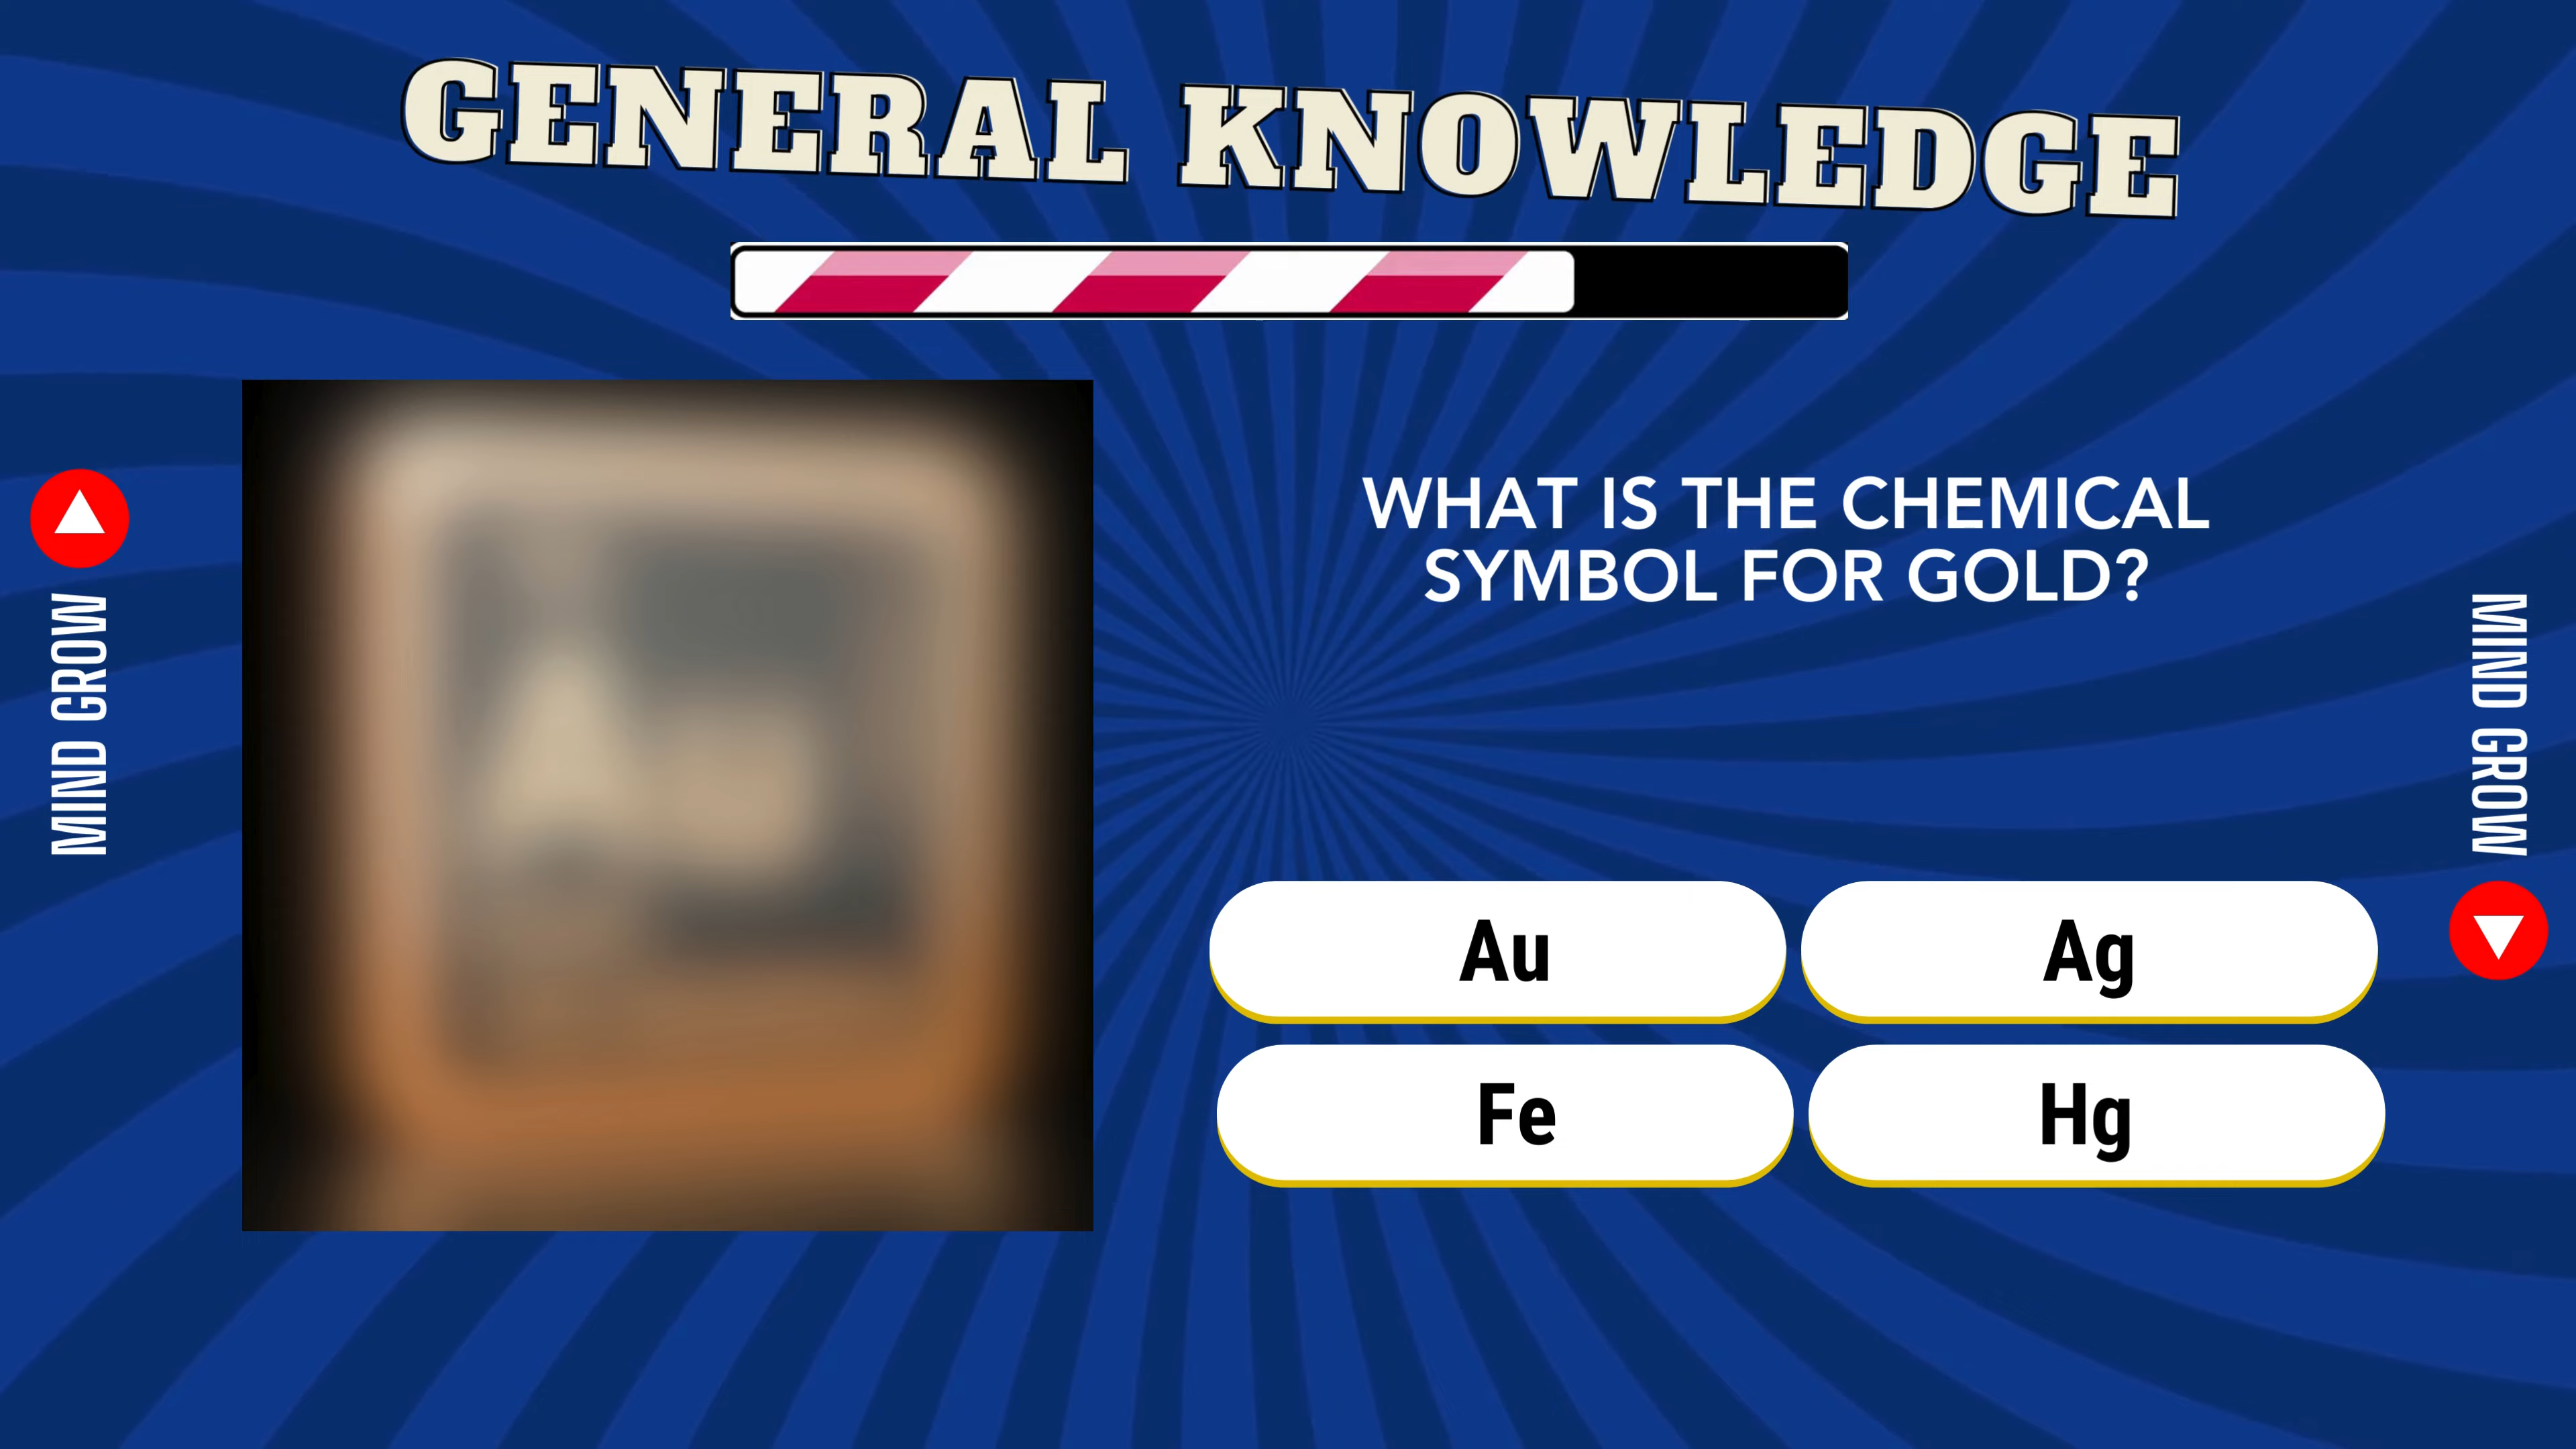 GENERAL KNOWLEDGE
MIND GROW
WHAT IS THE CHEMICAL
SYMBOL FOR GOLD?
Au
Ag
Fe
Hg
MIND GROW